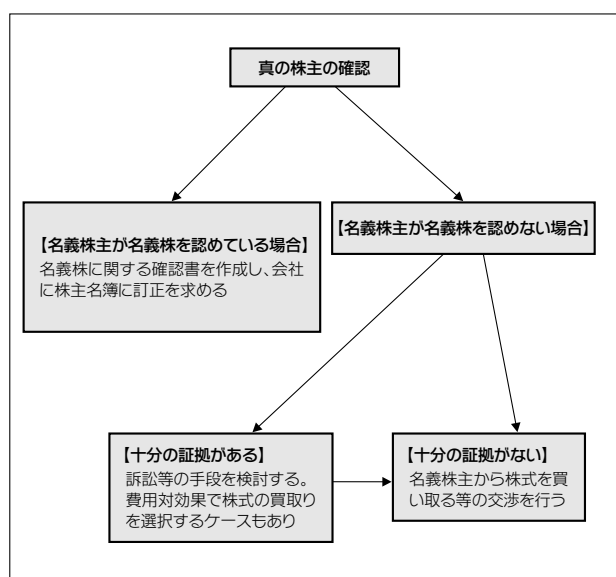 真の株主の確認
【名義株主が名義株を認めている場合】
名義株に関する確認書を作成し、会社
に株主名簿に訂正を求める
【名義株主が名義株を認めない場合】
【十分の証拠がある】
訴訟等の手段を検討する。
費用対効果で株式の買取り
を選択するケースもあり
【十分の証拠がない】
名義株主から株式を買
い取る等の交渉を行う